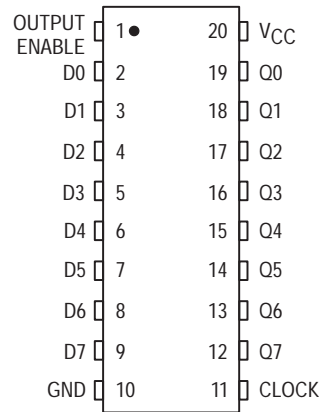 OUTPUT ENABLE 1 20 VCC
D0 2 19 Q0
D1 3 18 Q1
D2 4 17 Q2
D3 5 16 Q3
D4 6 15 Q4
D5 7 14 Q5
D6 8 13 Q6
D7 9 12 Q7
GND 10 11 CLOCK